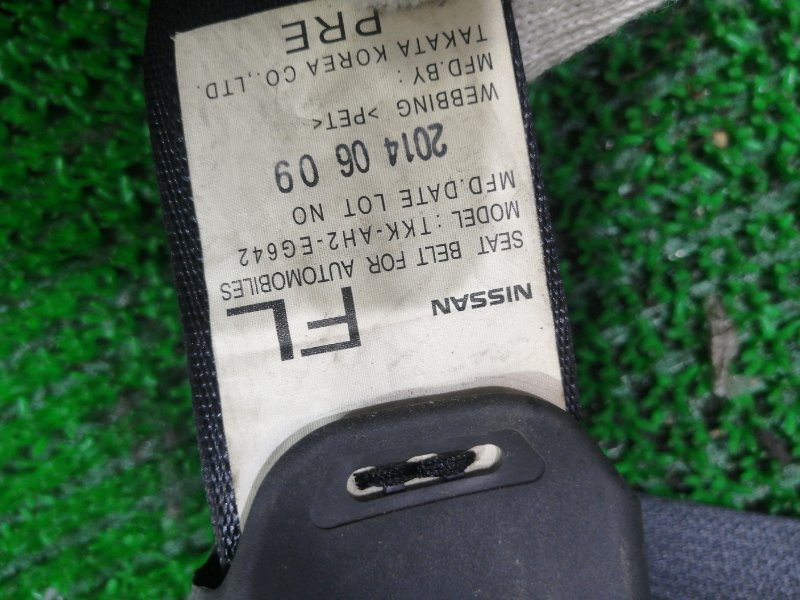 NISSAN FL
SEAT BELT FOR AUTOMOBILES
MODEL : TKK-AH2-EG642
MFD.DATE LOT NO
2014 06 09
WEBBING >PET<
MFD.BY :
TAKATA KOREA CO.,LTD.
PRE